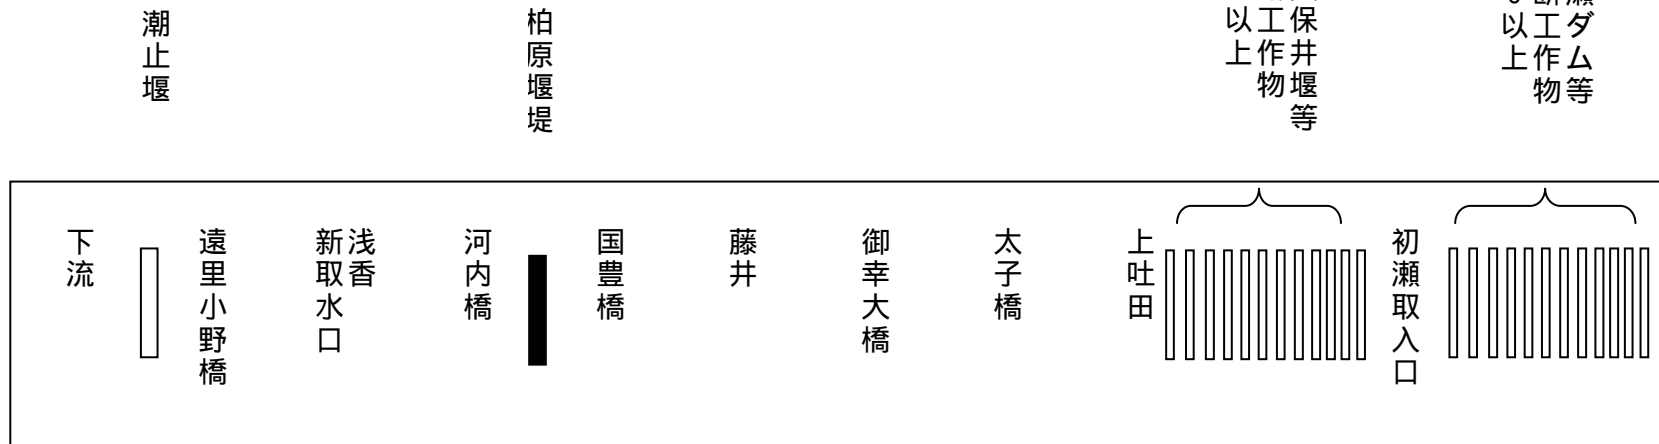 潮止堰
柏原堰堤
保井堰等
工作物
以上
ダム等
工作物
以上
下流
遠里小野橋
浅香
新取水口
河内橋
国豊橋
藤井
御幸大橋
太子橋
上吐田
初瀬取入口